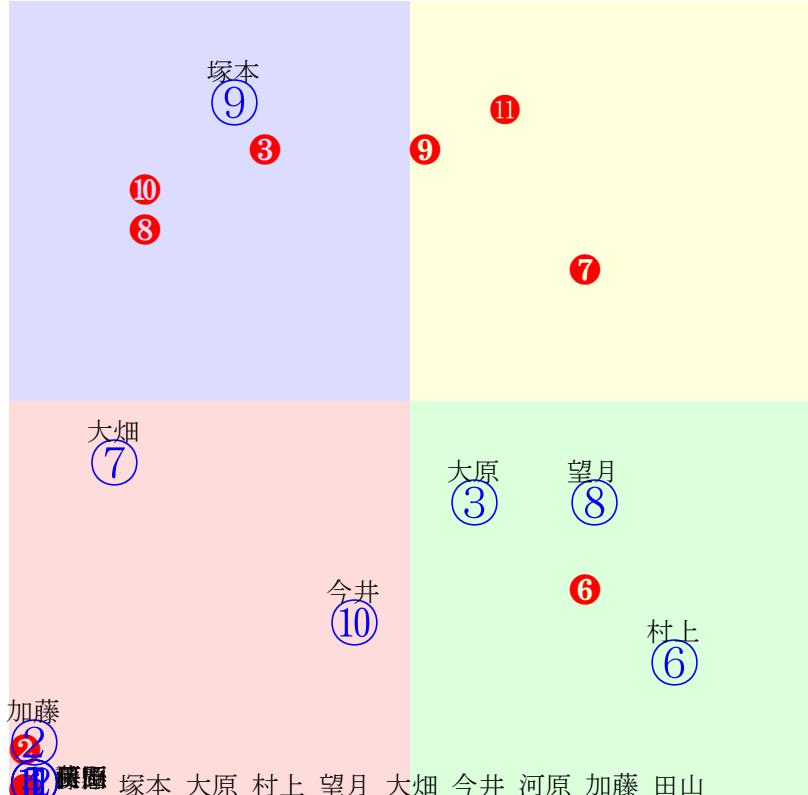 塚本
⑨
❸
❾
⓫
❿
❽
❼
大畑
⑦
大原
③
望月
⑧
❻
今井
⑩
村上
⑥
加藤
②
❷
塚本 大原 村上 望月 大畑 今井 河原 加藤 田山